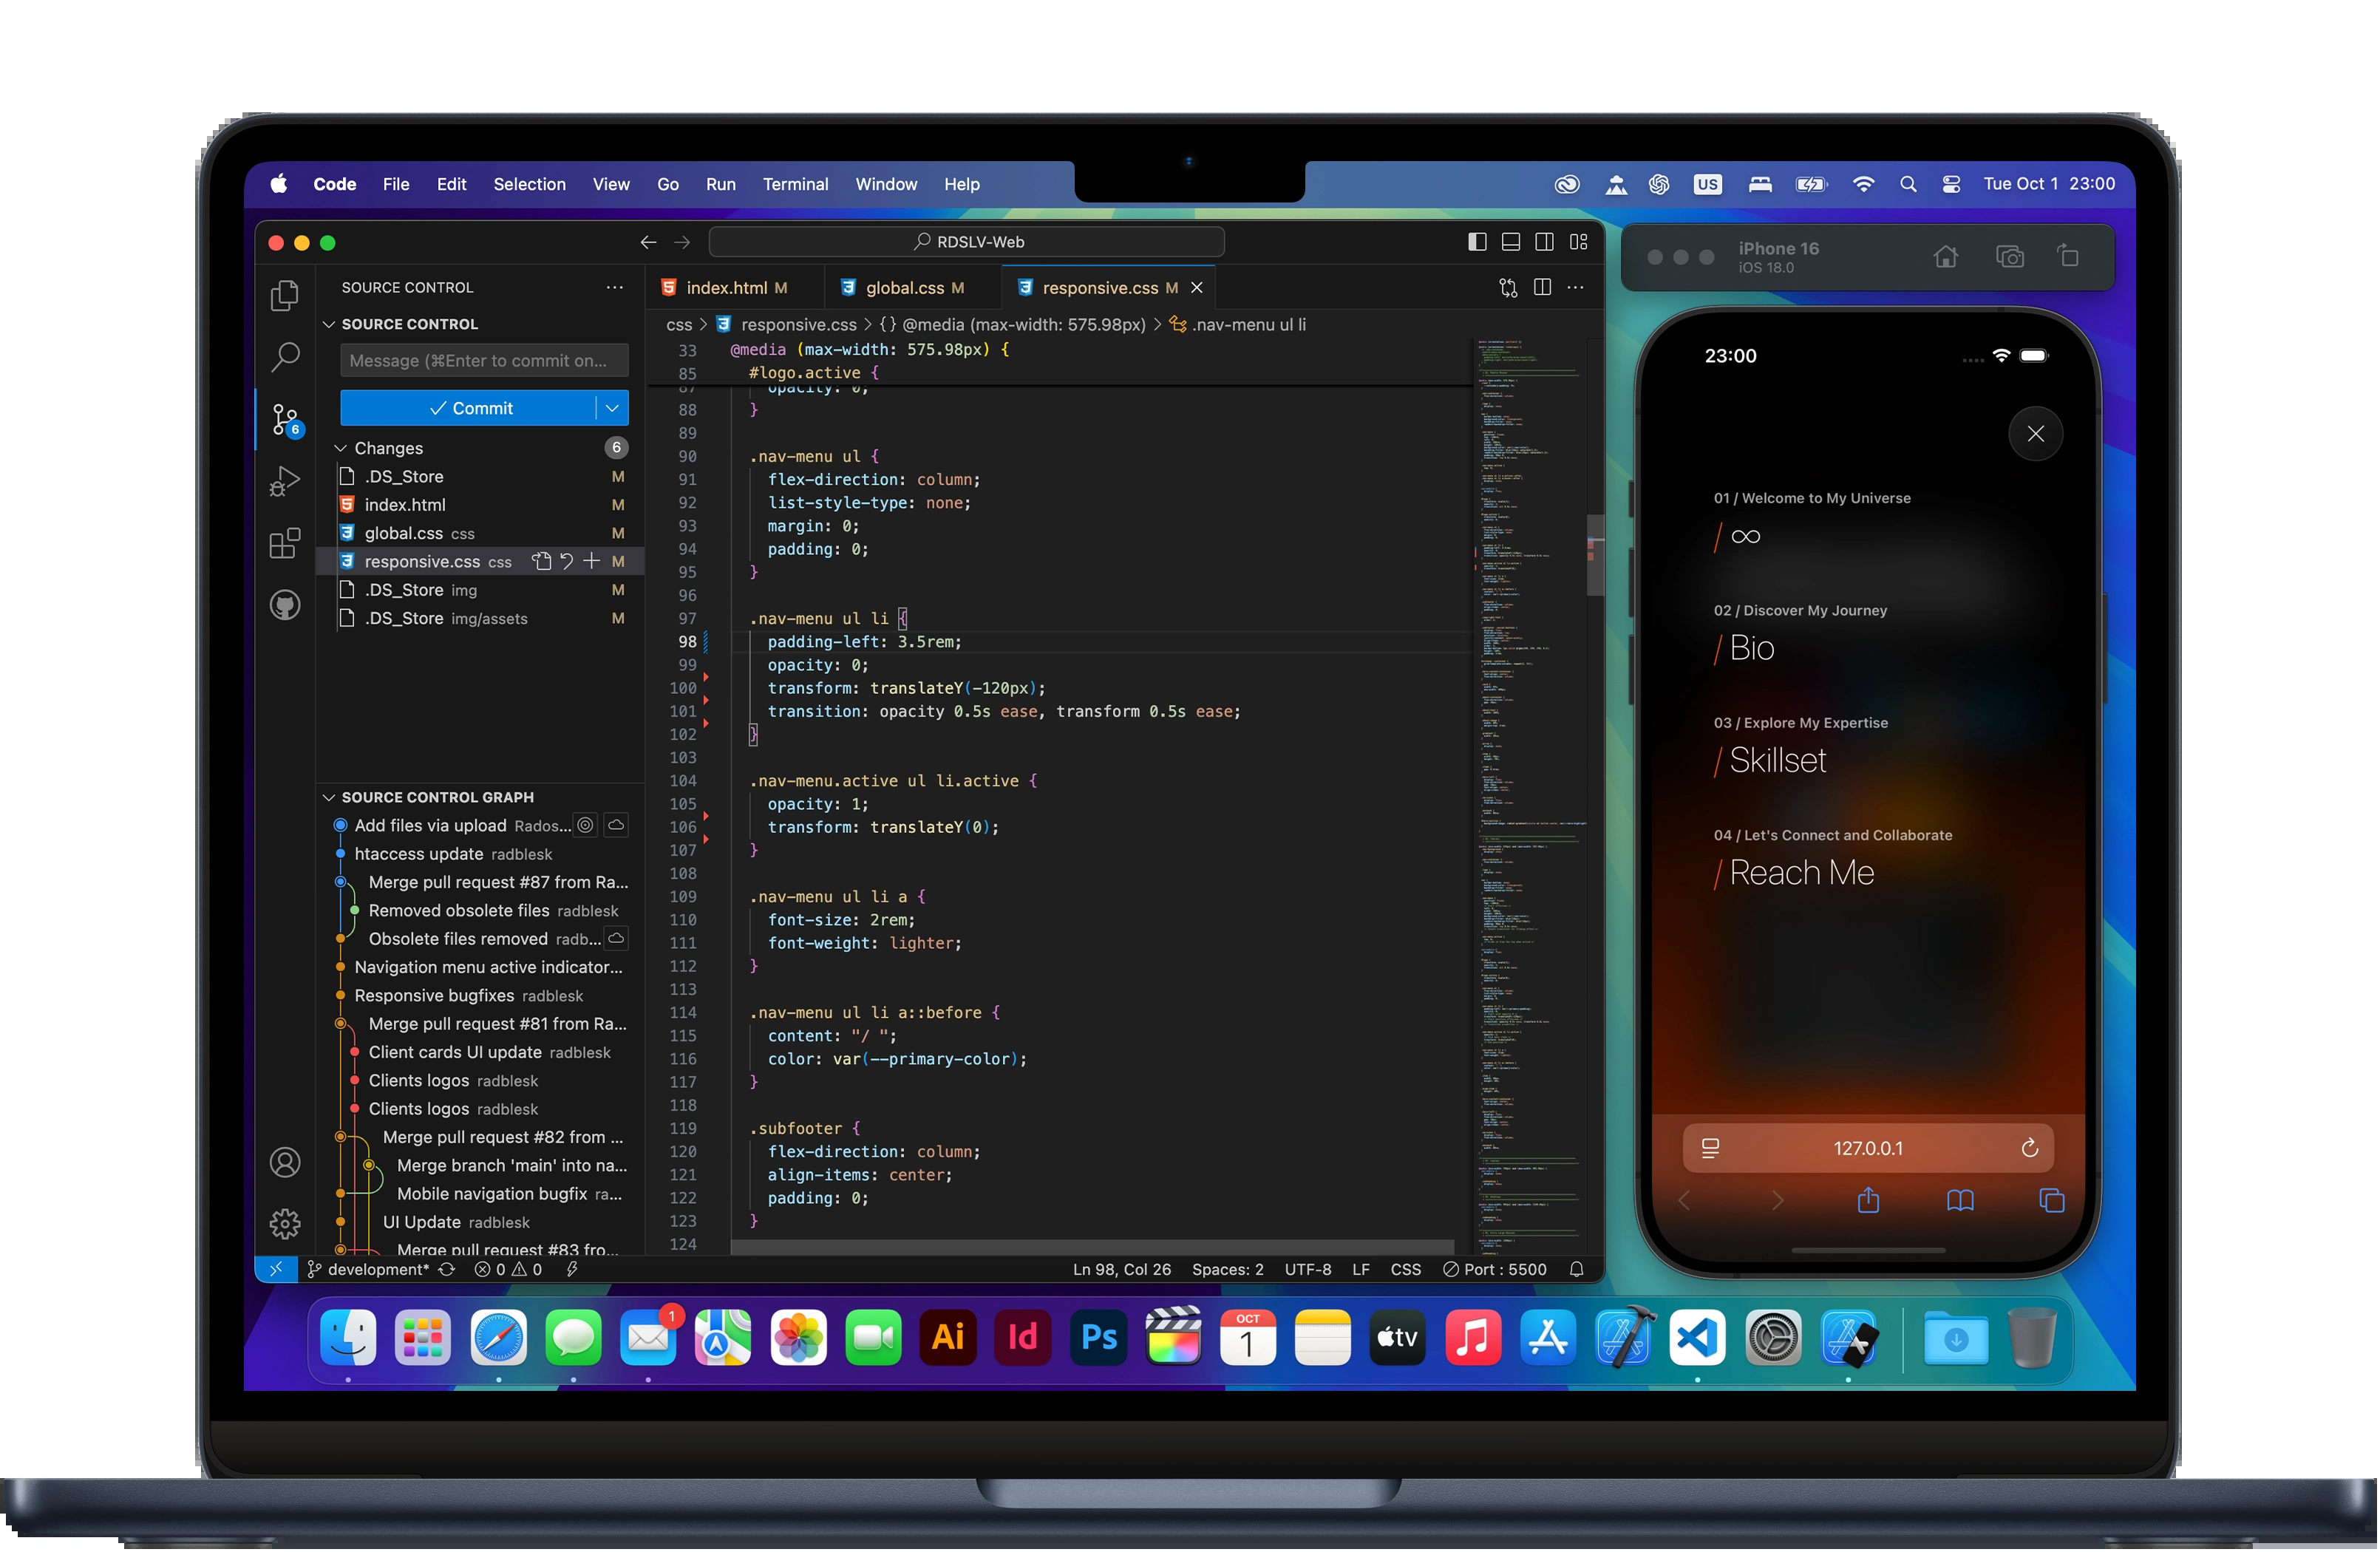 Code File Edit Selection View Go Run Terminal Window Help US Tue Oct 1 23:00
RDSLV-Web
SOURCE CONTROL
SOURCE CONTROL
Message (⌘Enter to commit on...
Commit
Changes 6
.DS_Store M
index.html M
global.css css M
responsive.css css M
.DS_Store img M
.DS_Store img/assets M
6
SOURCE CONTROL GRAPH
Add files via upload Rados...
htaccess update radblesk
Merge pull request #87 from Ra...
Removed obsolete files radblesk
Obsolete files removed radb...
Navigation menu active indicator...
Responsive bugfixes radblesk
Merge pull request #81 from Ra...
Client cards UI update radblesk
Clients logos radblesk
Clients logos radblesk
Merge pull request #82 from ...
Merge branch 'main' into na...
Mobile navigation bugfix ra...
UI Update radblesk
Merge pull request #83 fro...
index.html M global.css M responsive.css M
css > responsive.css > {} @media (max-width: 575.98px) > .nav-menu ul li
33 @media (max-width: 575.98px) {
85 #logo.active {
87 opacity: 0;
88 }
89
90 .nav-menu ul {
91 flex-direction: column;
92 list-style-type: none;
93 margin: 0;
94 padding: 0;
95 }
96
97 .nav-menu ul li {
98 padding-left: 3.5rem;
99 opacity: 0;
100 transform: translateY(-120px);
101 transition: opacity 0.5s ease, transform 0.5s ease;
102 }
103
104 .nav-menu.active ul li.active {
105 opacity: 1;
106 transform: translateY(0);
107 }
108
109 .nav-menu ul li a {
110 font-size: 2rem;
111 font-weight: lighter;
112 }
113
114 .nav-menu ul li a::before {
115 content: "/ ";
116 color: var(--primary-color);
117 }
118
119 .subfooter {
120 flex-direction: column;
121 align-items: center;
122 padding: 0;
123 }
124
development* 0 0 Ln 98, Col 26 Spaces: 2 UTF-8 LF CSS Port : 5500
iPhone 16
iOS 18.0
23:00
01 / Welcome to My Universe
/ ∞
02 / Discover My Journey
/ Bio
03 / Explore My Expertise
/ Skillset
04 / Let's Connect and Collaborate
/ Reach Me
127.0.0.1
1 Ai Id Ps OCT 1 tv